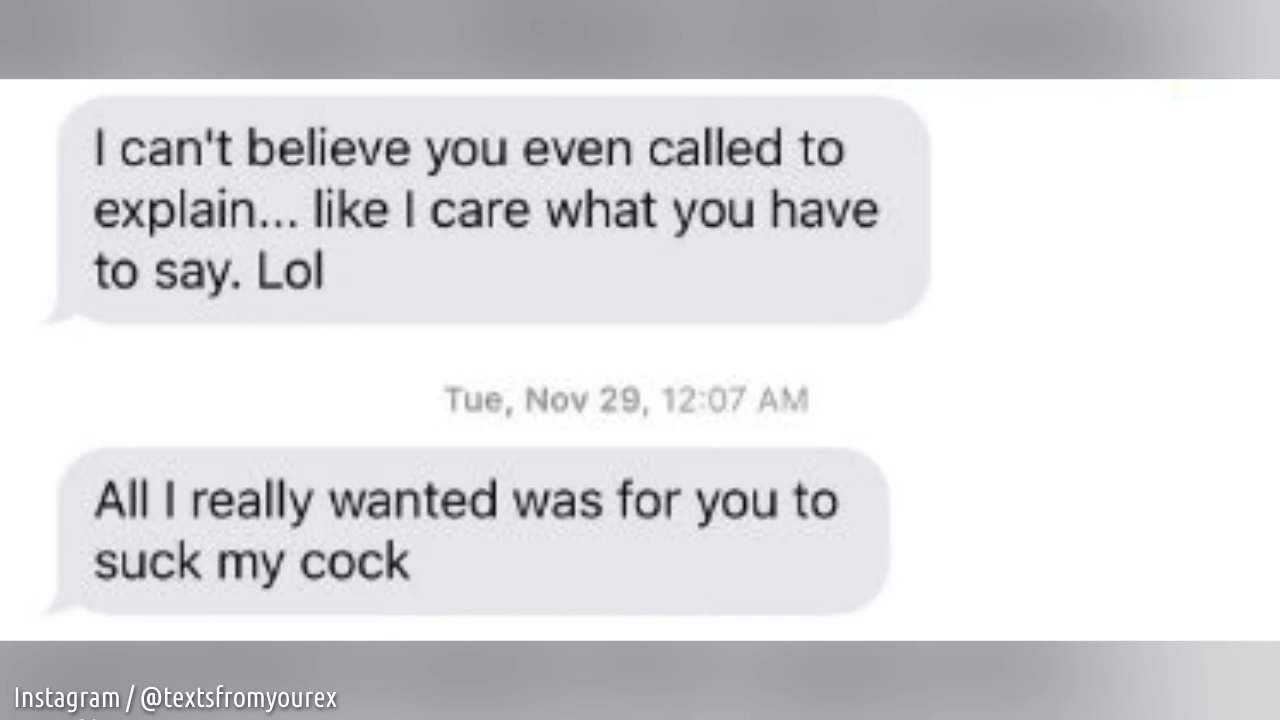 I can't believe you even called to
explain... like I care what you have
to say. Lol
Tue, Nov 29, 12:07 AM
All I really wanted was for you to
suck my cock
Instagram / @textsfromyourex